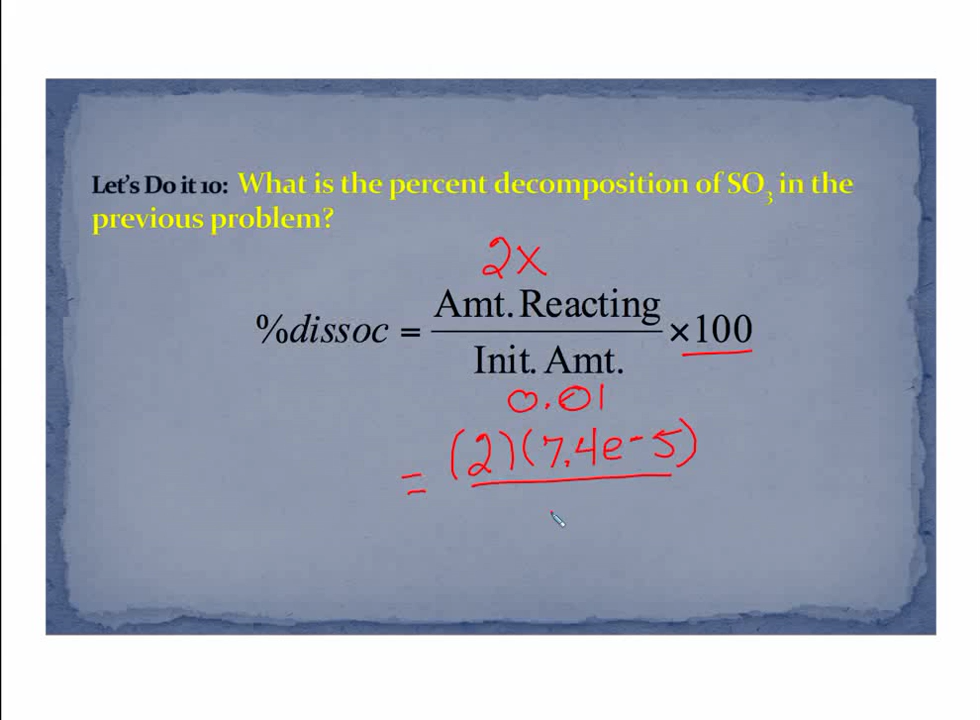 Let's Do it 10: What is the percent decomposition of SO3 in the
previous problem?
2x
%dissoc = Amt. Reacting
Init. Amt.
×100
0.01
= (2)(7.4e-5)